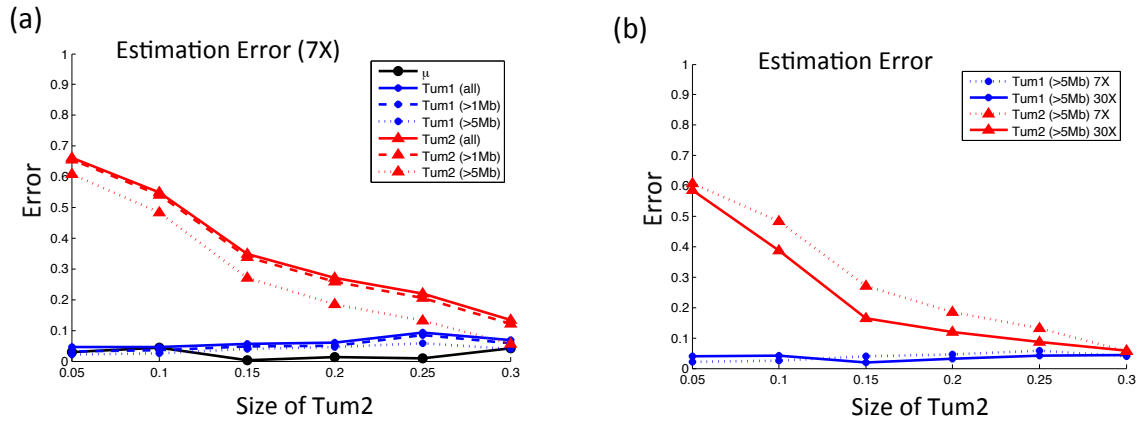 (a)
Estimation Error (7X)
1
0.9
0.8
0.7
0.6
0.5
0.4
0.3
0.2
0.1
0
Error
μ
Tum1 (all)
Tum1 (>1Mb)
Tum1 (>5Mb)
Tum2 (all)
Tum2 (>1Mb)
Tum2 (>5Mb)
0.05 0.1 0.15 0.2 0.25 0.3
Size of Tum2
(b)
Estimation Error
1
0.9
0.8
0.7
0.6
0.5
0.4
0.3
0.2
0.1
0
Error
Tum1 (>5Mb) 7X
Tum1 (>5Mb) 30X
Tum2 (>5Mb) 7X
Tum2 (>5Mb) 30X
0.05 0.1 0.15 0.2 0.25 0.3
Size of Tum2